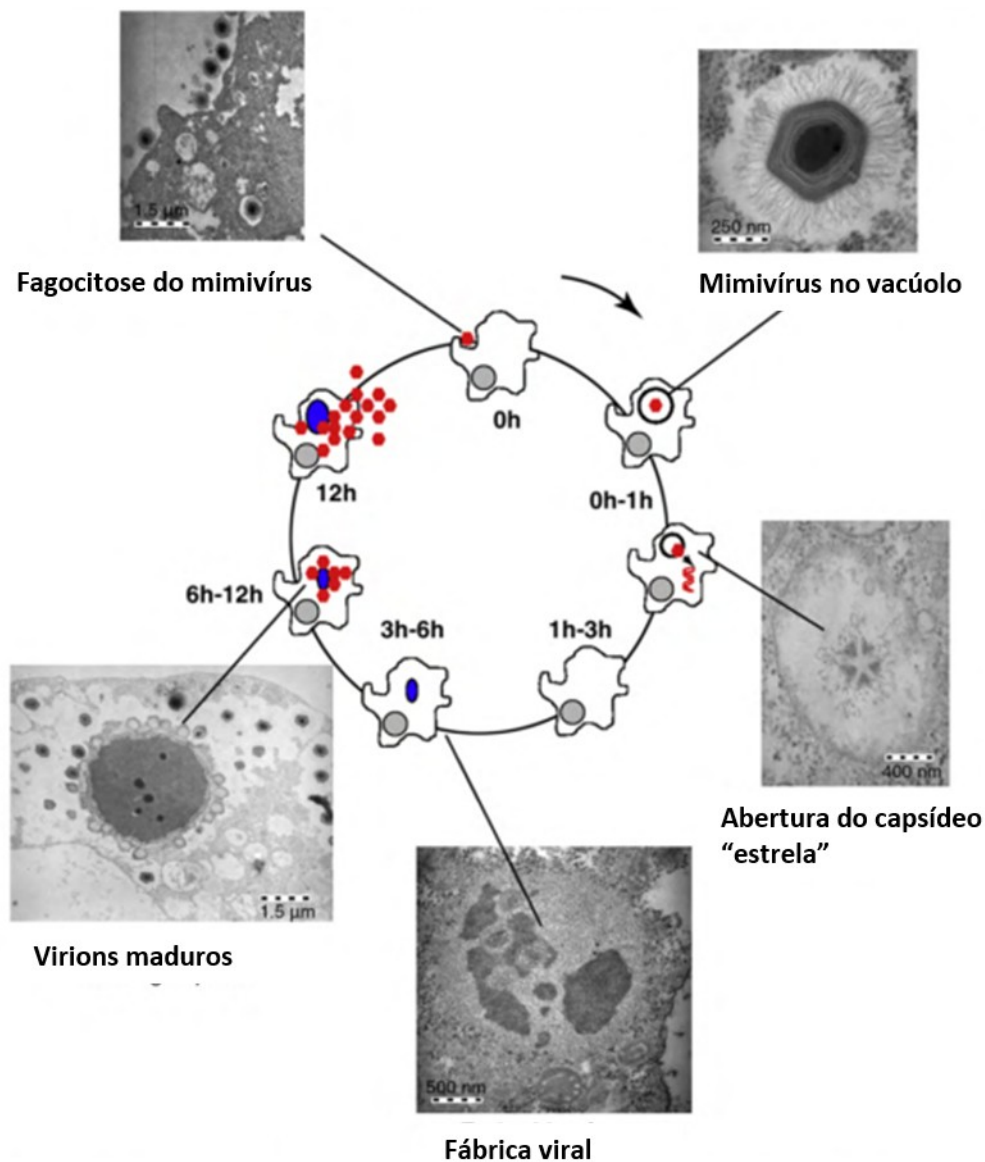 1.5 µm
250 nm
Fagocitose do mimivírus
Mimivírus no vacúolo
0h
12h
0h-1h
6h-12h
3h-6h
1h-3h
400 nm
Abertura do capsídeo
“estrela”
1.5 µm
Virions maduros
500 nm
Fábrica viral